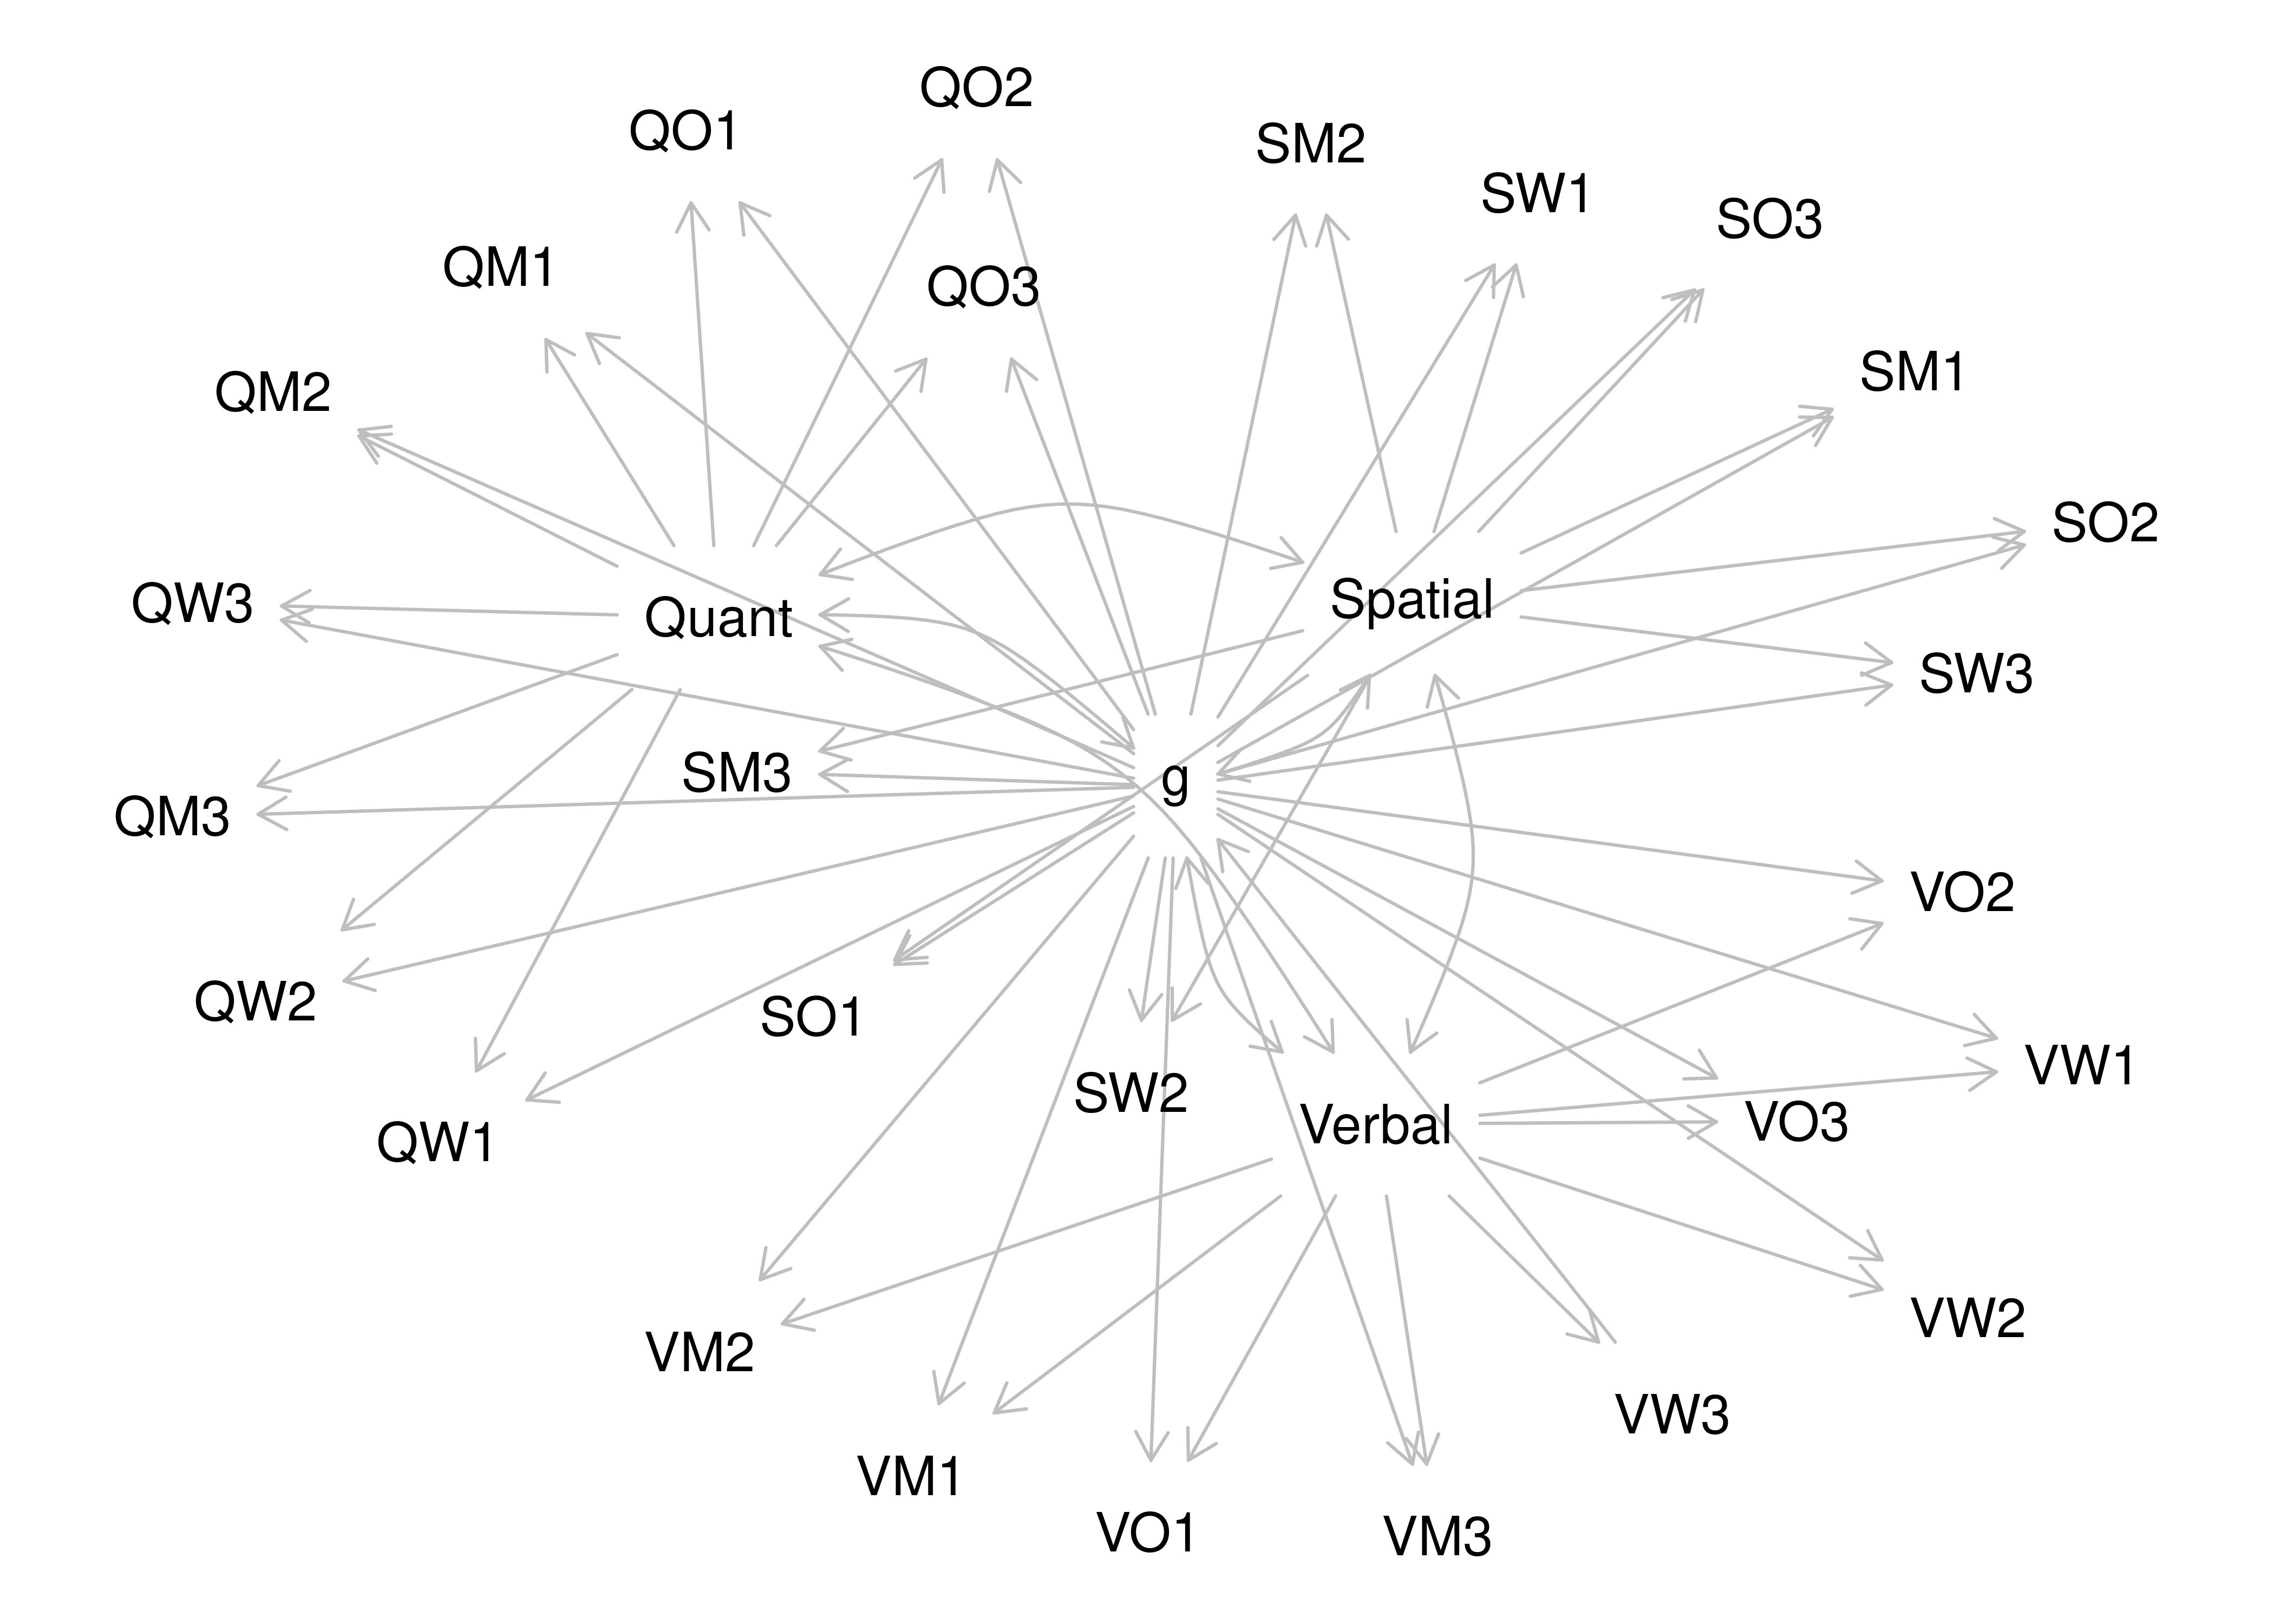 QO2
QO1
SM2
SW1
SO3
QM1
QO3
SM1
QM2
SO2
QW3
Quant
Spatial
SW3
SM3
g
QM3
VO2
QW2
SO1
VW1
SW2
Verbal
VO3
QW1
VW2
VM2
VW3
VM1
VO1
VM3